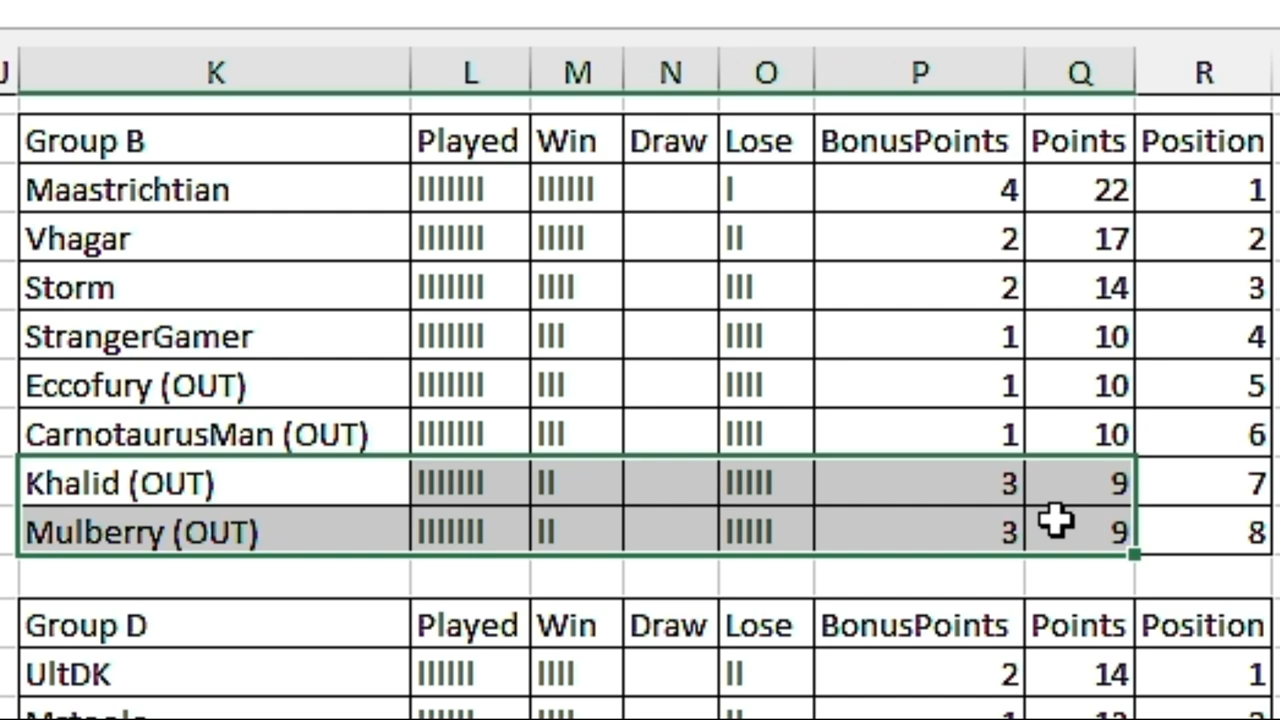 J K L M N O P Q R
Group B Played Win Draw Lose BonusPoints Points Position
Maastrichtian IIIIIII IIIIII I 4 22 1
Vhagar IIIIIII IIIII II 2 17 2
Storm IIIIIII IIII III 2 14 3
StrangerGamer IIIIIII III IIII 1 10 4
Eccofury (OUT) IIIIIII III IIII 1 10 5
CarnotaurusMan (OUT) IIIIIII III IIII 1 10 6
Khalid (OUT) IIIIIII II IIIII 3 9 7
Mulberry (OUT) IIIIIII II IIIII 3 9 8
Group D Played Win Draw Lose BonusPoints Points Position
UltDK IIIIII IIII II 2 14 1